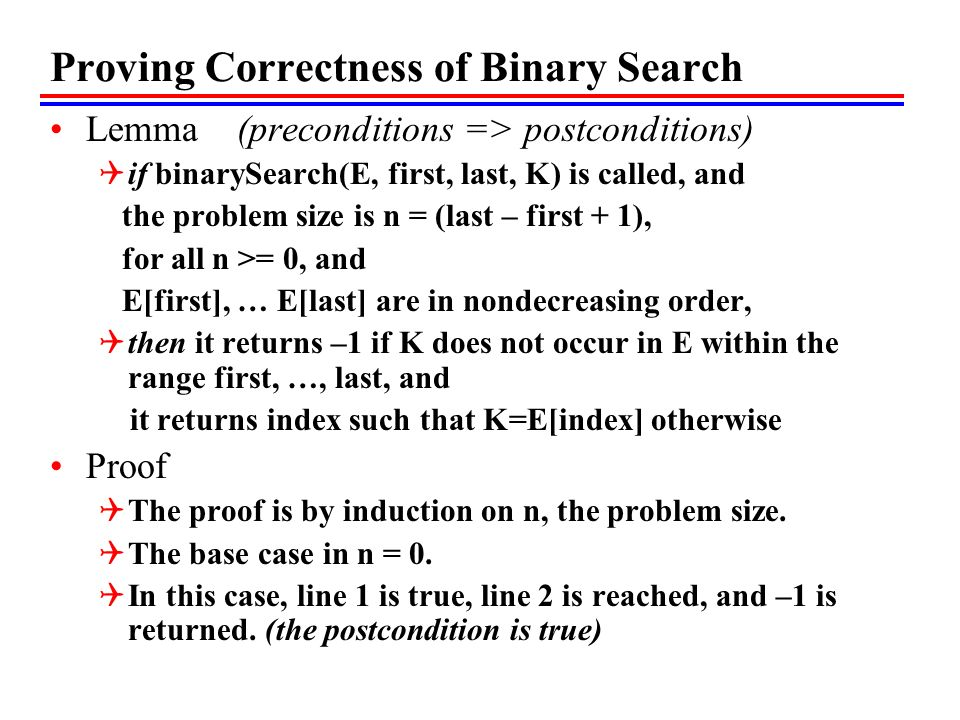 Proving Correctness of Binary Search
• Lemma (preconditions => postconditions)
if binarySearch(E, first, last, K) is called, and
the problem size is n = (last – first + 1),
for all n >= 0, and
E[first], … E[last] are in nondecreasing order,
then it returns –1 if K does not occur in E within the
range first, …, last, and
it returns index such that K=E[index] otherwise
• Proof
The proof is by induction on n, the problem size.
The base case in n = 0.
In this case, line 1 is true, line 2 is reached, and –1 is
returned. (the postcondition is true)